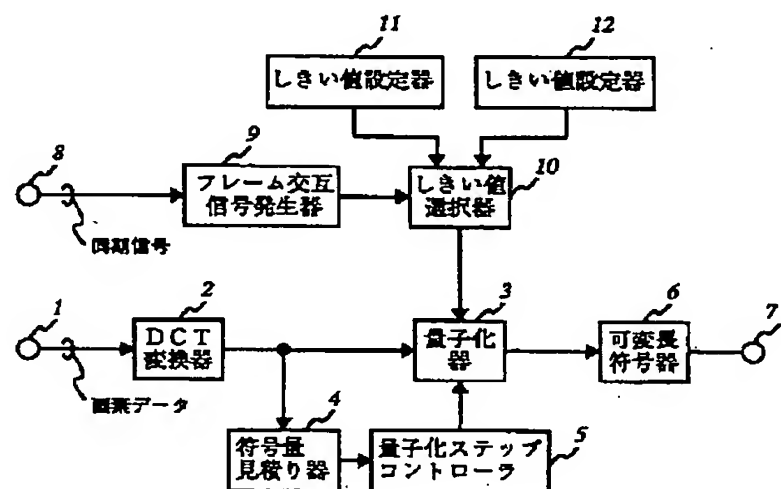 11
12
しきい値設定器
しきい値設定器
8
9
フレーム交互
信号発生器
しきい値
選択器
10
同期信号
1
2
DCT
変換器
3
量子化
器
6
可変長
符号器
7
画素データ
4
符号量
見積り器
量子化ステップ
コントローラ
5